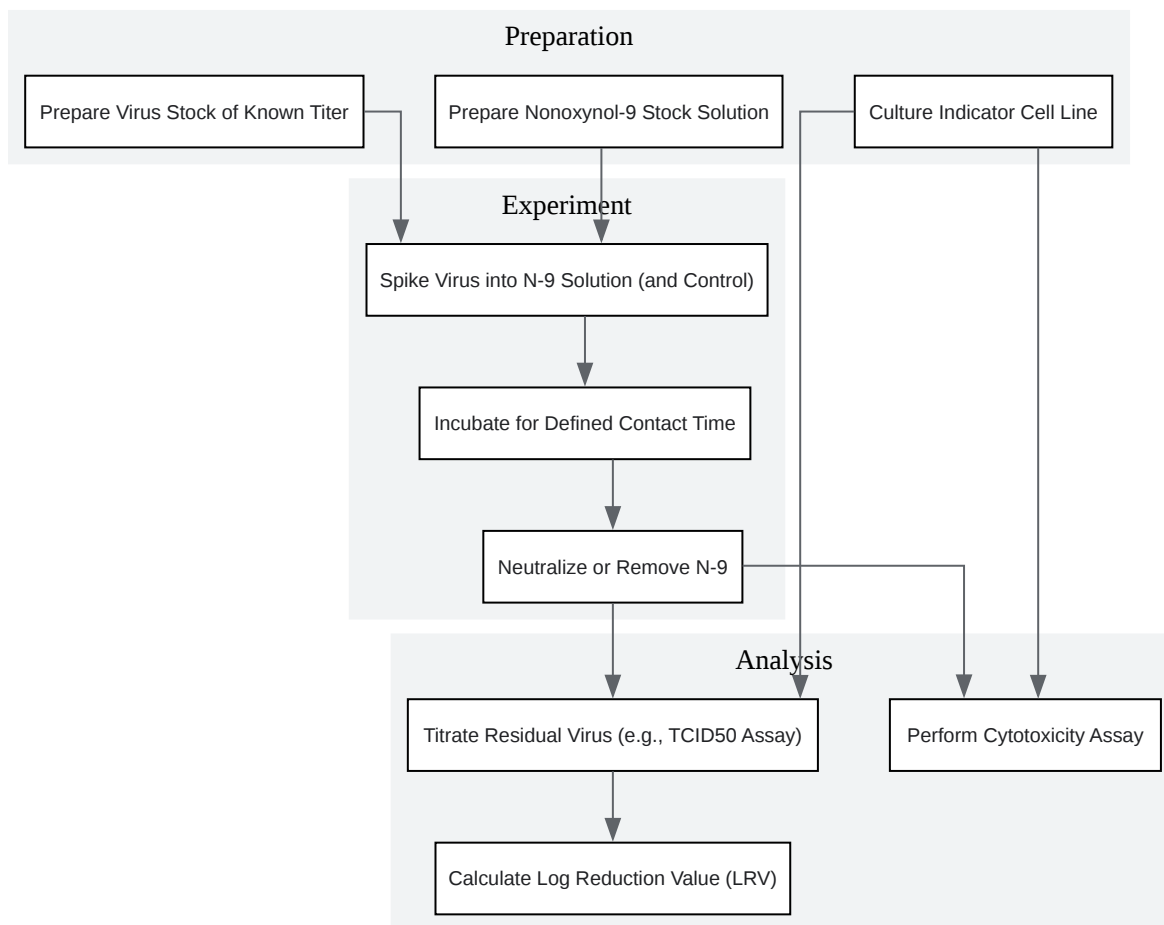 Preparation
Prepare Virus Stock of Known Titer
Prepare Nonoxynol-9 Stock Solution
Culture Indicator Cell Line
Experiment
Spike Virus into N-9 Solution (and Control)
Incubate for Defined Contact Time
Neutralize or Remove N-9
Analysis
Titrate Residual Virus (e.g., TCID50 Assay)
Perform Cytotoxicity Assay
Calculate Log Reduction Value (LRV)